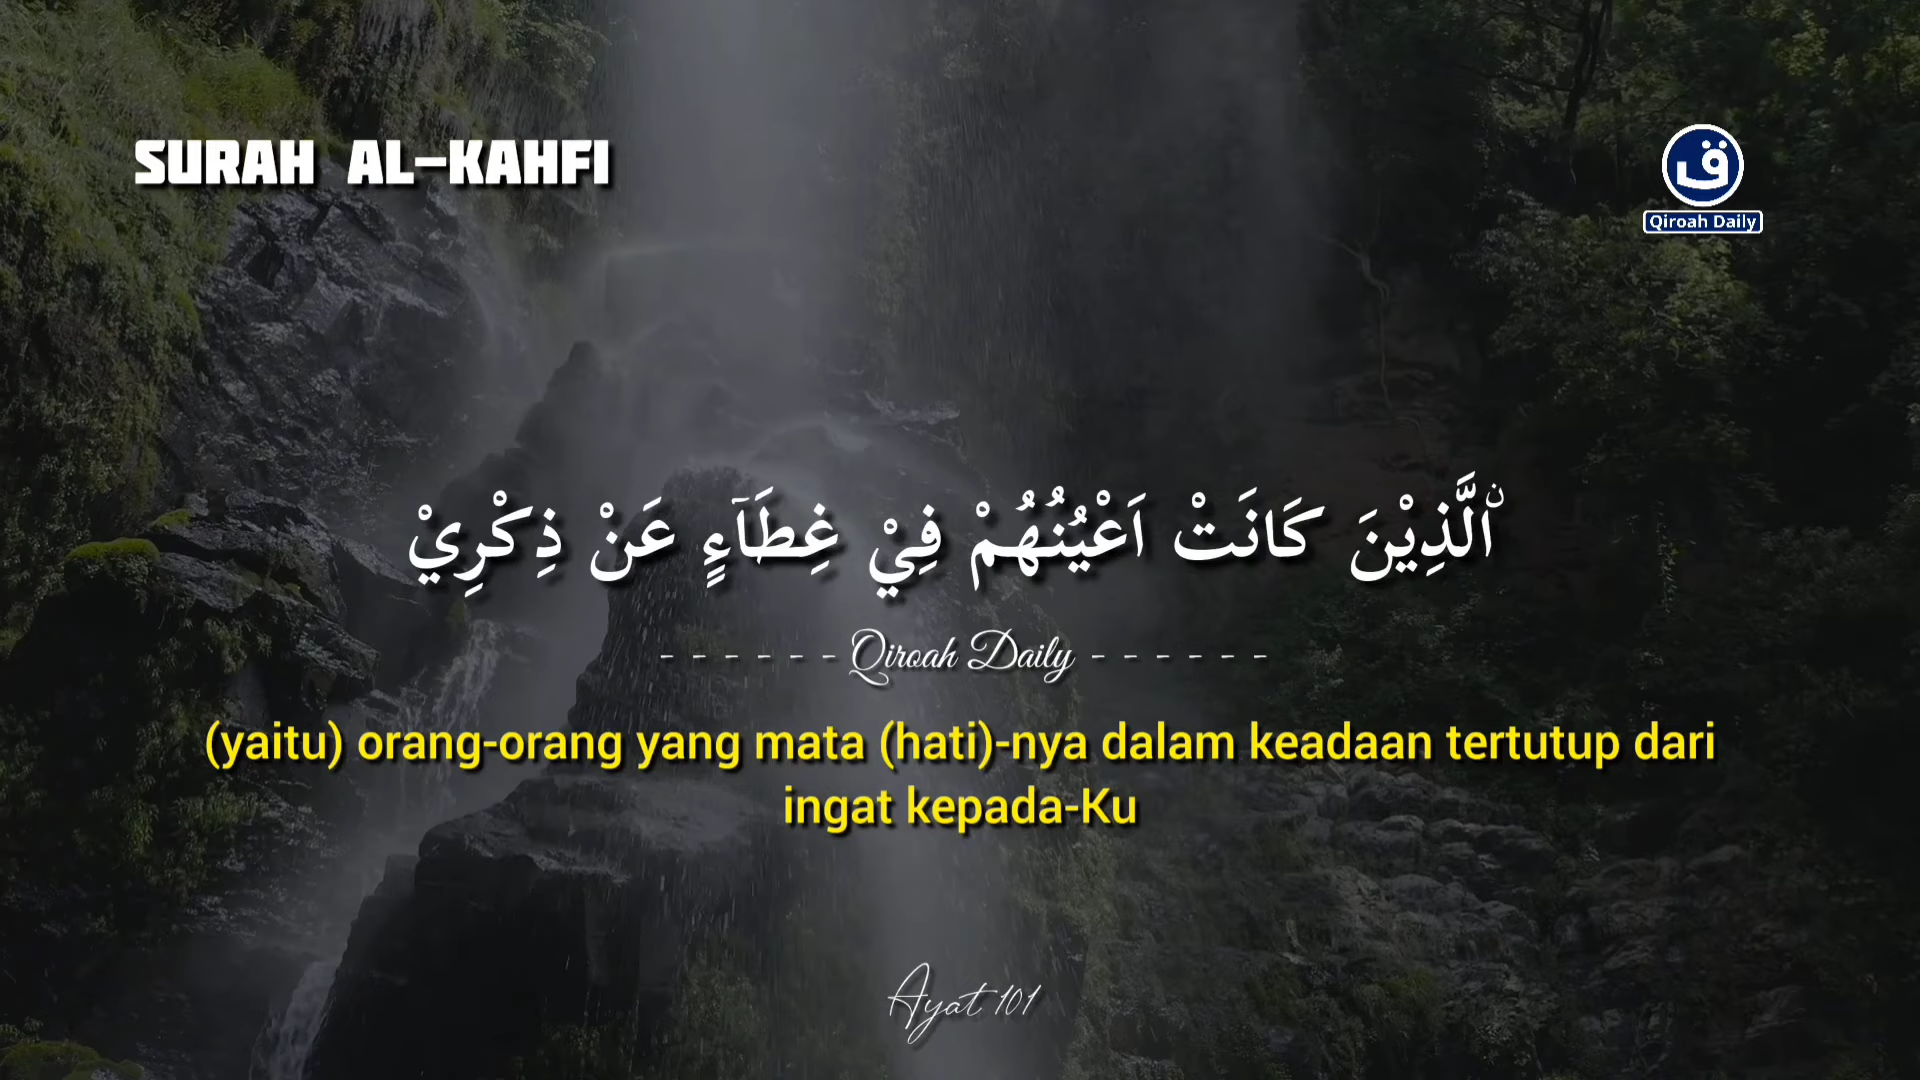 SURAH AL-KAHFI
ق
Qiroah Daily
ۨالَّذِيْنَ كَانَتْ اَعْيُنُهُمْ فِيْ غِطَاۤءٍ عَنْ ذِكْرِيْ
- - - - - - Qiroah Daily - - - - - -
(yaitu) orang-orang yang mata (hati)-nya dalam keadaan tertutup dari
ingat kepada-Ku
Ayat 101